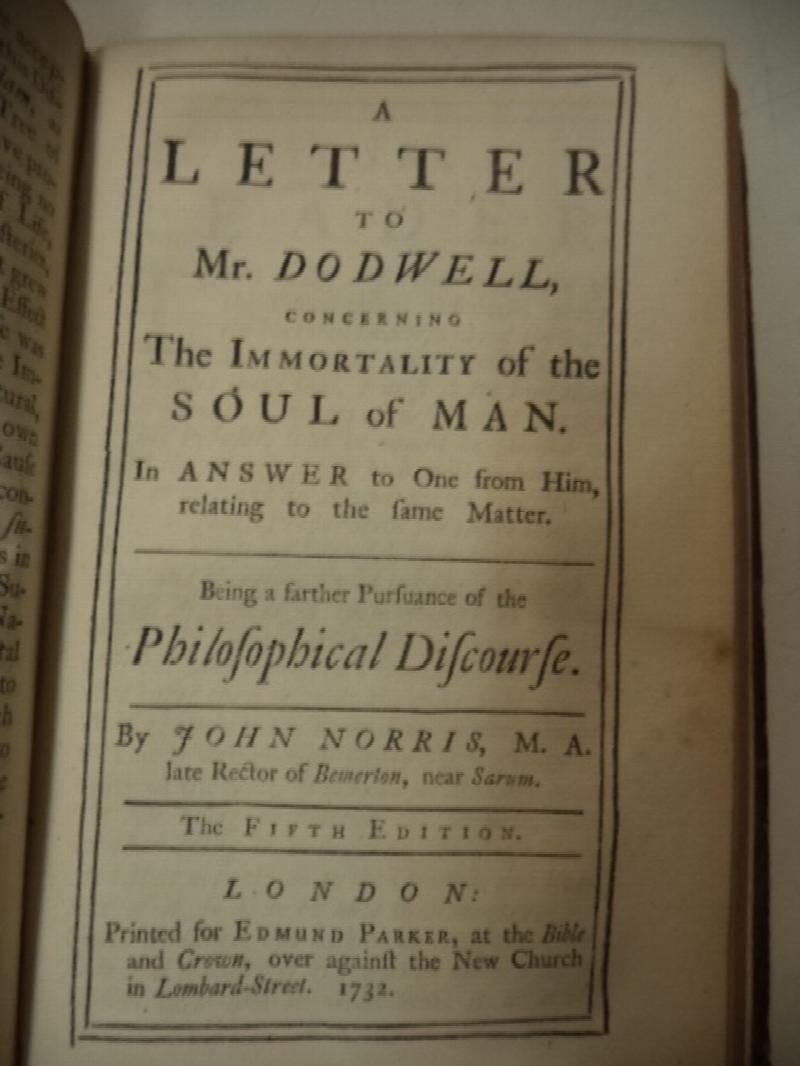 A
LETTER
TO
Mr. DODWELL,
CONCERNING
The IMMORTALITY of the
SOUL of MAN.
In ANSWER to One from Him,
relating to the ſame Matter.
Being a farther Purſuance of the
Philoſophical Diſcourſe.
By JOHN NORRIS, M. A.
late Rector of Bemerton, near Sarum.
The FIFTH EDITION.
LONDON:
Printed for EDMUND PARKER, at the Bible
and Crown, over againſt the New Church
in Lombard-Street. 1732.